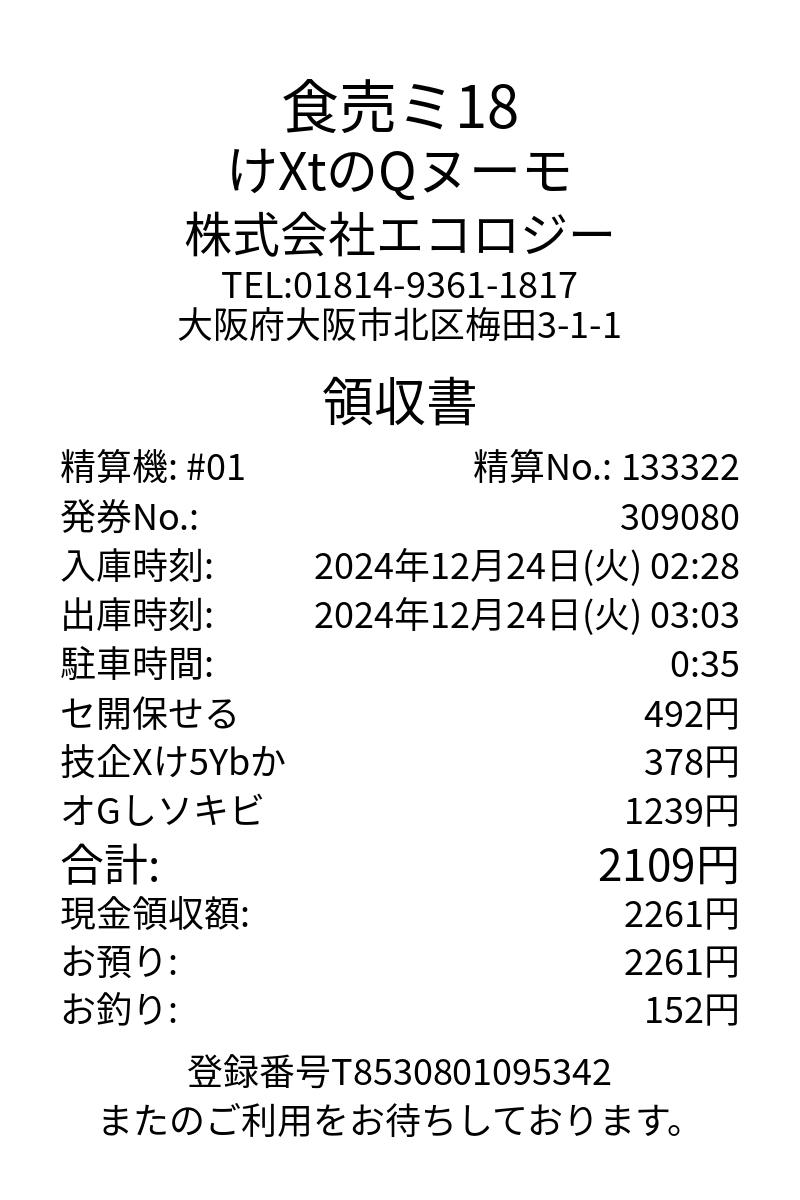 食売ミ18
けXtのQヌーモ
株式会社エコロジー
TEL:01814-9361-1817
大阪府大阪市北区梅田3-1-1
領収書
精算機: #01 精算No.: 133322
発券No.: 309080
入庫時刻: 2024年12月24日(火) 02:28
出庫時刻: 2024年12月24日(火) 03:03
駐車時間: 0:35
セ開保せる 492円
技企Xけ5Ybか 378円
オGしソキビ 1239円
合計: 2109円
現金領収額: 2261円
お預り: 2261円
お釣り: 152円
登録番号T8530801095342
またのご利用をお待ちしております。